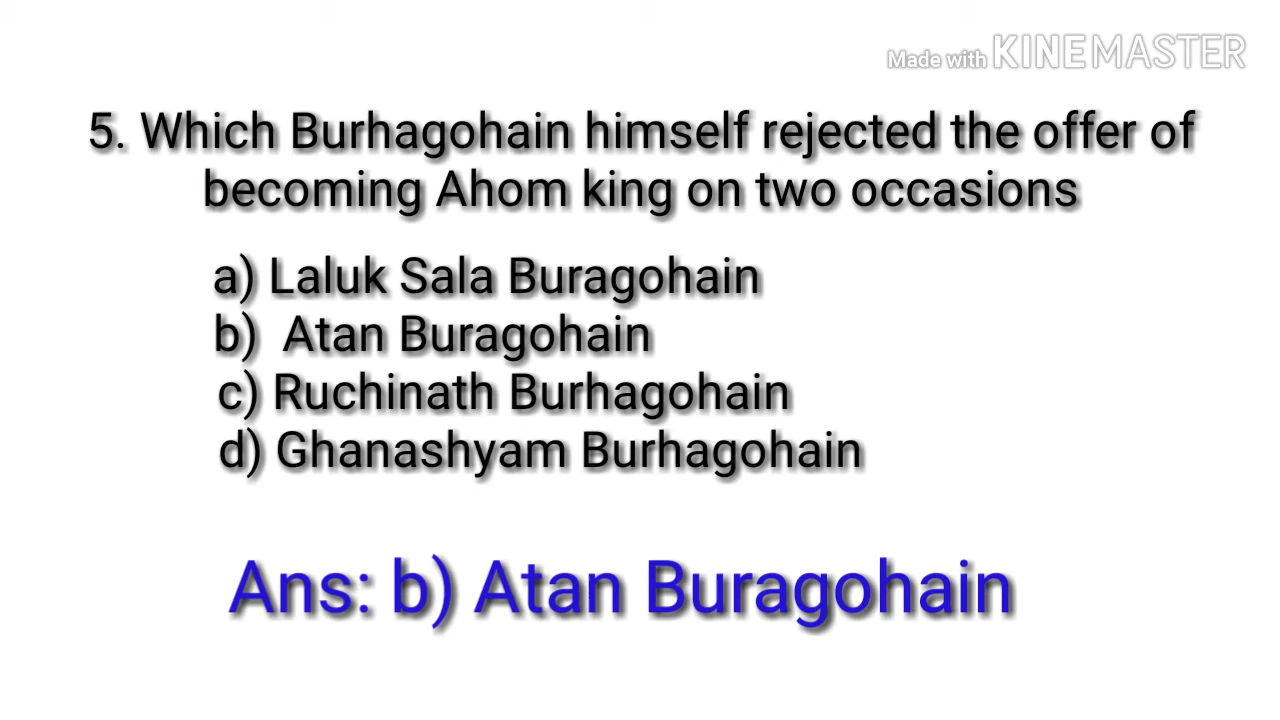 Made with KINEMASTER
5. Which Burhagohain himself rejected the offer of
becoming Ahom king on two occasions
a) Laluk Sala Buragohain
b) Atan Buragohain
c) Ruchinath Burhagohain
d) Ghanashyam Burhagohain
Ans: b) Atan Buragohain